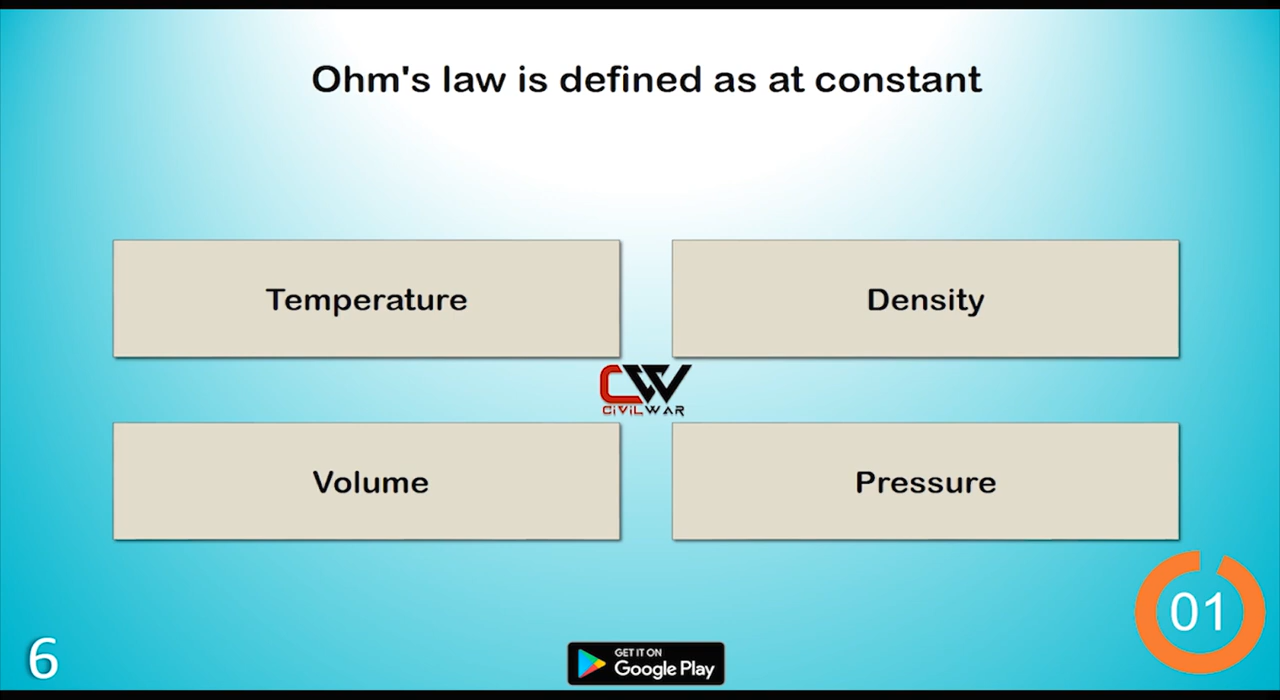 Ohm's law is defined as at constant
Temperature
Density
CW
CIVILWAR
Volume
Pressure
01
6
GET IT ON
Google Play